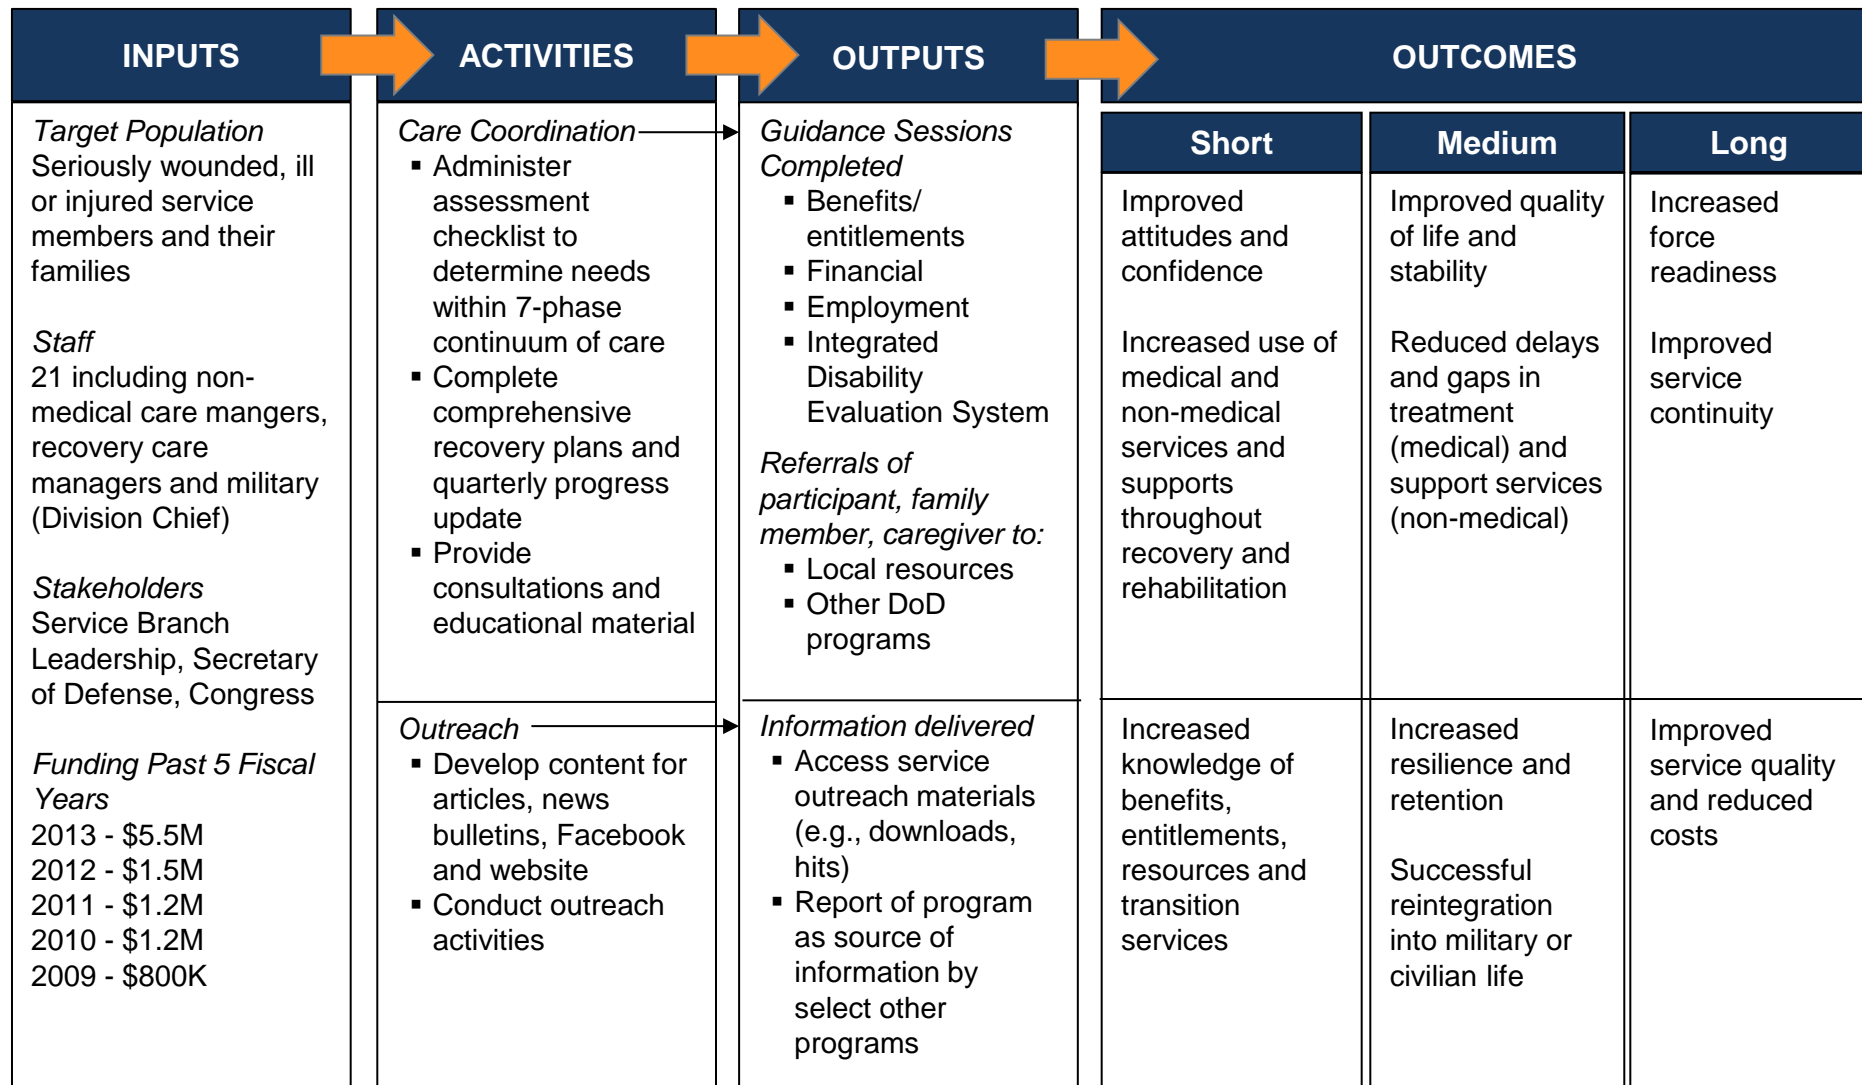 INPUTS
ACTIVITIES
OUTPUTS
OUTCOMES
Target Population
Seriously wounded, ill
or injured service
members and their
families
Staff
21 including non-
medical care mangers,
recovery care
managers and military
(Division Chief)
Stakeholders
Service Branch
Leadership, Secretary
of Defense, Congress
Funding Past 5 Fiscal
Years
2013 - $5.5M
2012 - $1.5M
2011 - $1.2M
2010 - $1.2M
2009 - $800K
Care Coordination
▪ Administer
assessment
checklist to
determine needs
within 7-phase
continuum of care
▪ Complete
comprehensive
recovery plans and
quarterly progress
update
▪ Provide
consultations and
educational material
Outreach
▪ Develop content for
articles, news
bulletins, Facebook
and website
▪ Conduct outreach
activities
Guidance Sessions
Completed
▪ Benefits/
entitlements
▪ Financial
▪ Employment
▪ Integrated
Disability
Evaluation System
Referrals of
participant, family
member, caregiver to:
▪ Local resources
▪ Other DoD
programs
Information delivered
▪ Access service
outreach materials
(e.g., downloads,
hits)
▪ Report of program
as source of
information by
select other
programs
Short
Improved
attitudes and
confidence
Increased use of
medical and
non-medical
services and
supports
throughout
recovery and
rehabilitation
Increased
knowledge of
benefits,
entitlements,
resources and
transition
services
Medium
Improved quality
of life and
stability
Reduced delays
and gaps in
treatment
(medical) and
support services
(non-medical)
Increased
resilience and
retention
Successful
reintegration
into military or
civilian life
Long
Increased
force
readiness
Improved
service
continuity
Improved
service quality
and reduced
costs